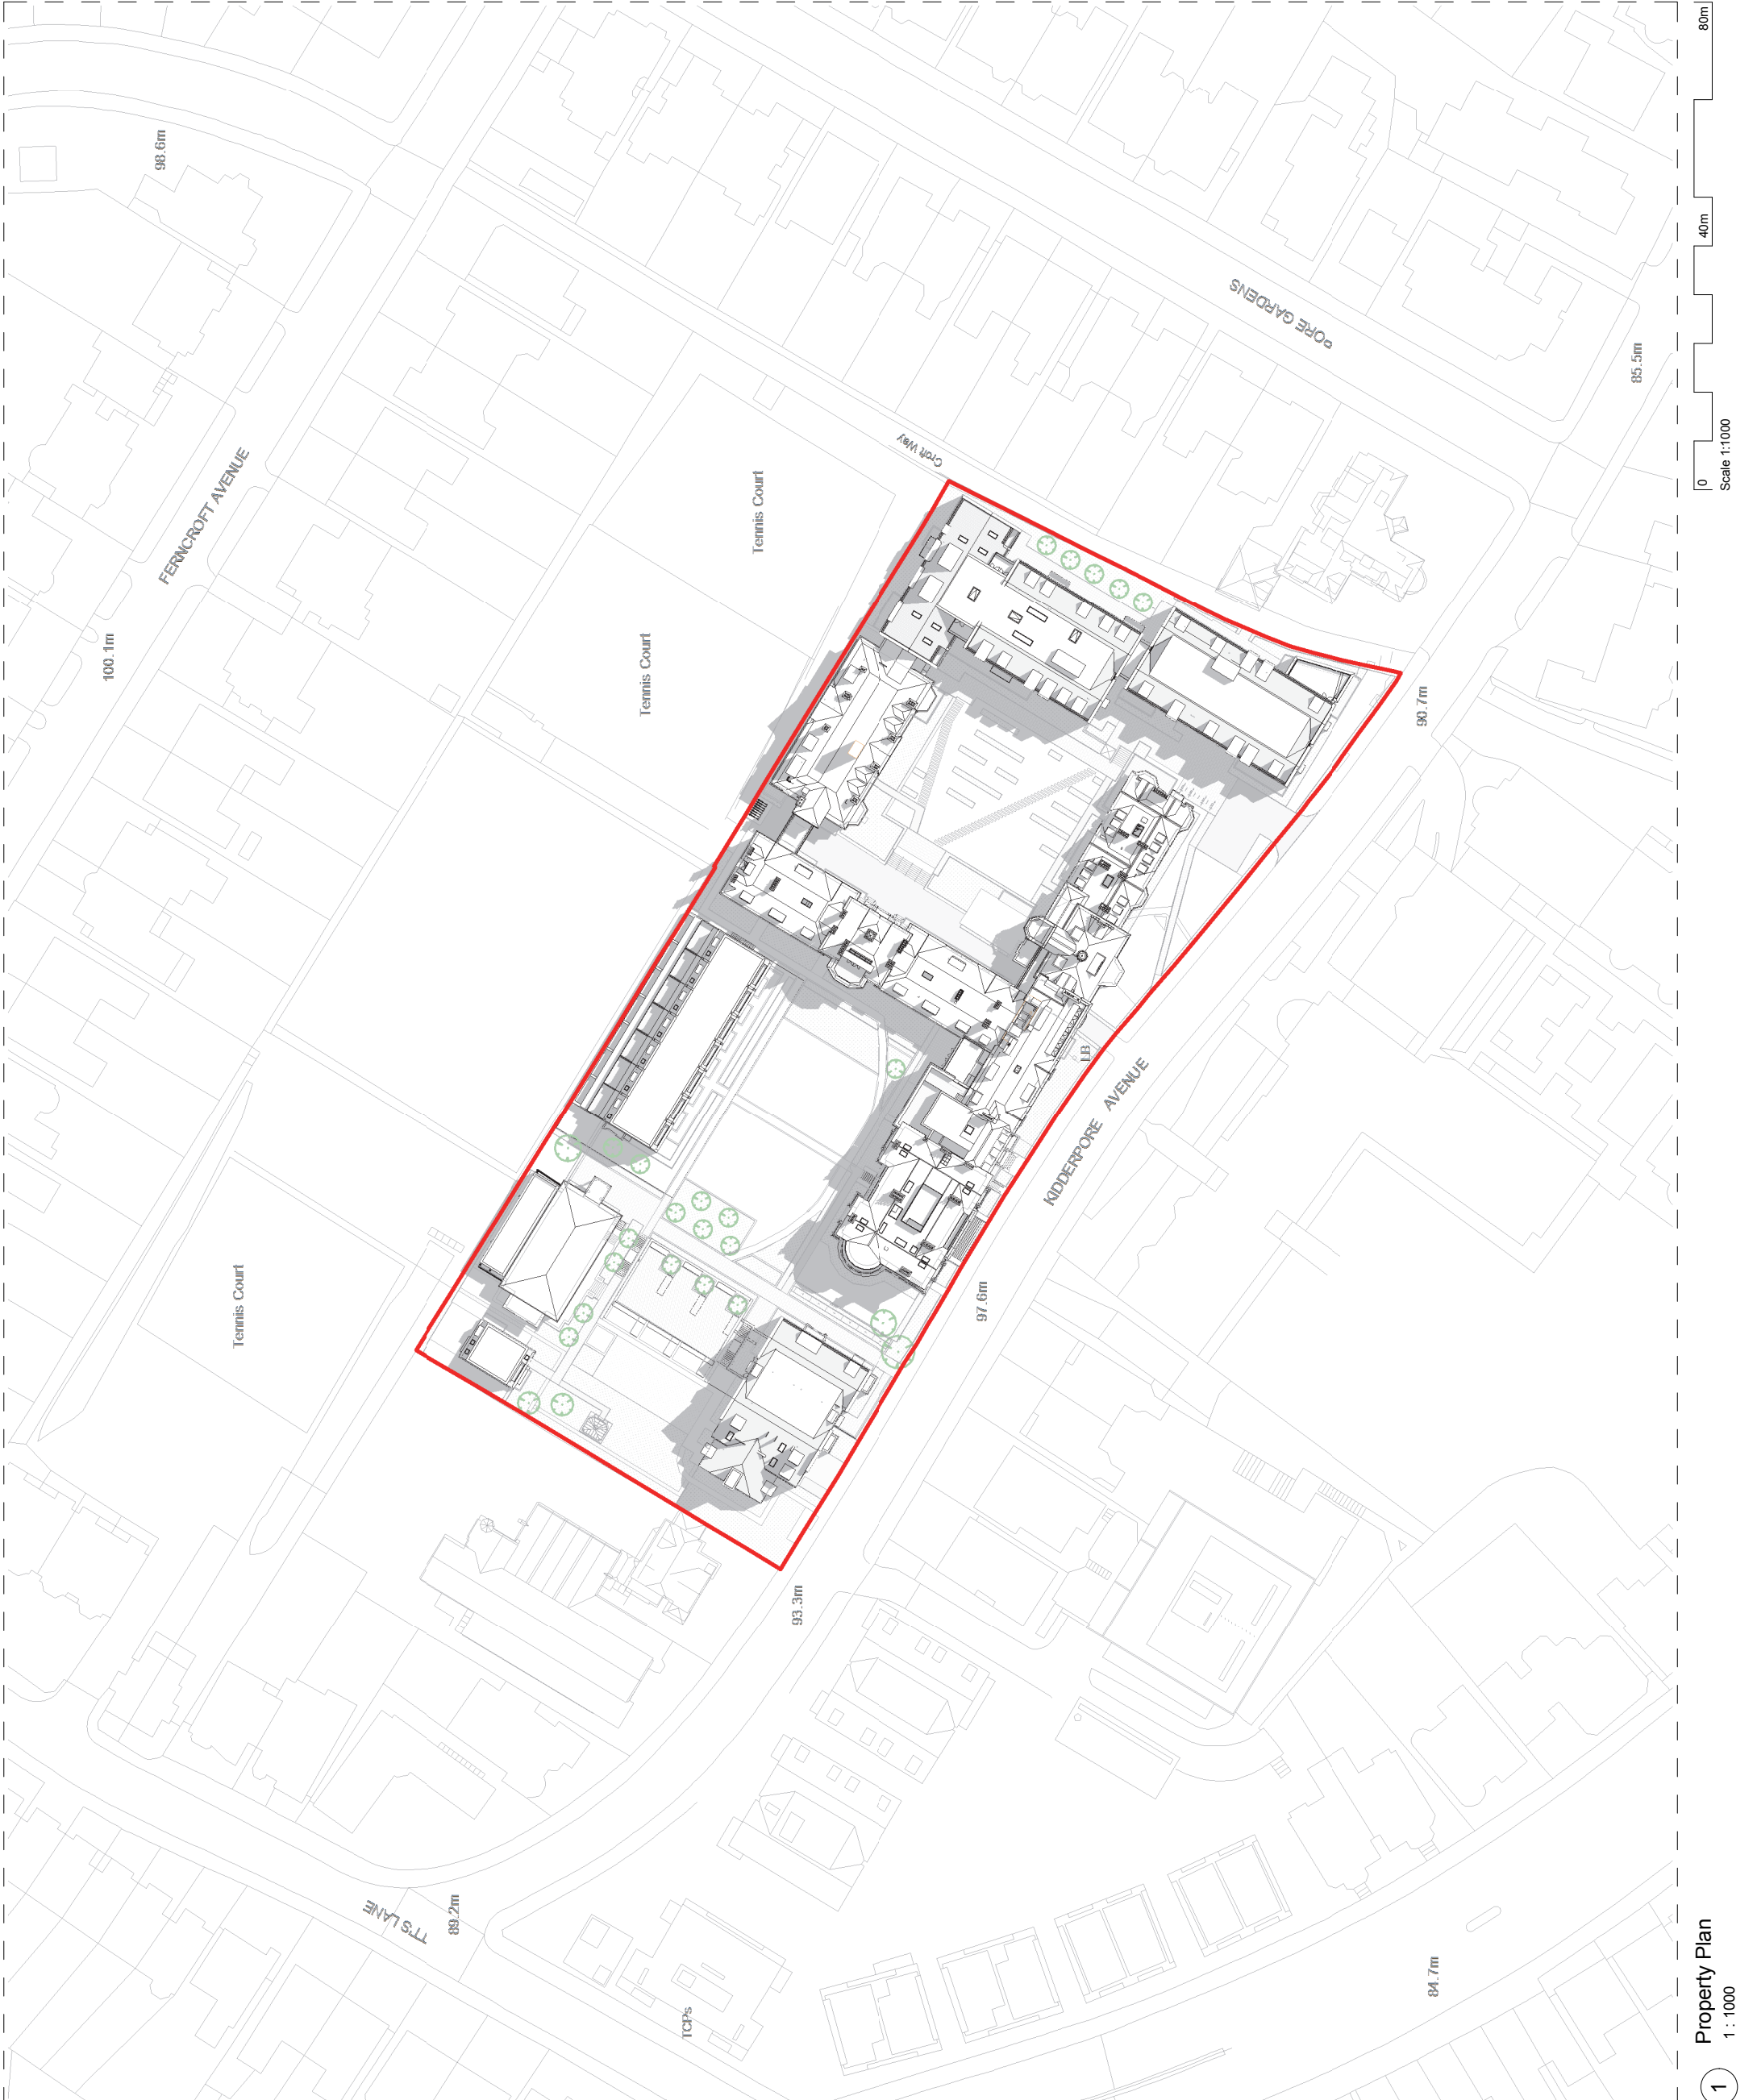 98.6m
FERNCROFT AVENUE
100.1m
Tennis Court
Tennis Court
Croft Way
PORE GARDENS
85.5m
90.7m
LB
KIDDERPORE AVENUE
97.6m
Tennis Court
93.3m
TT'S LANE
89.2m
TCPs
84.7m
0
40m
80m
Scale 1:1000
1
Property Plan
1 : 1000